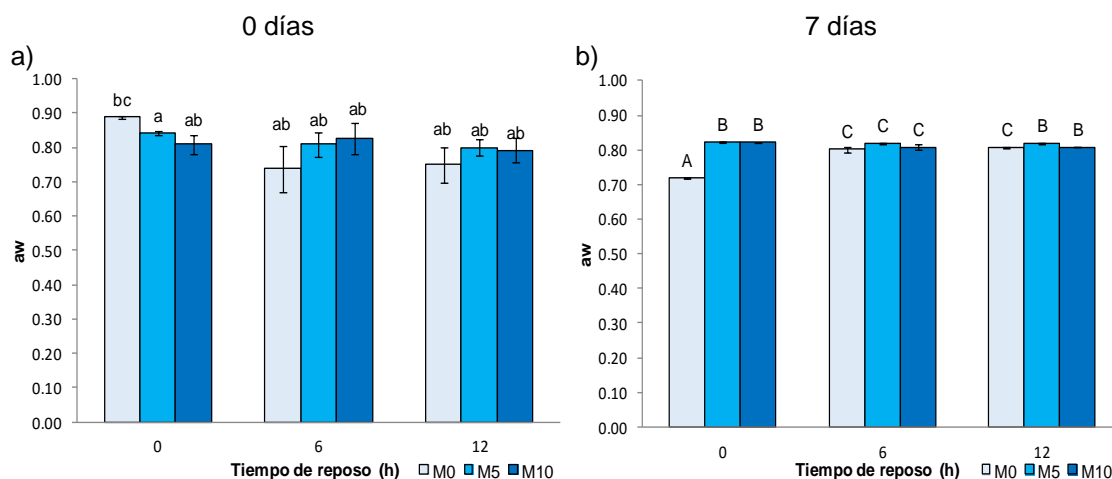 0 días
a)
1.00
0.90
0.80
0.70
0.60
0.50
0.40
0.30
0.20
0.10
0.00
aw
bc a ab
ab ab ab
ab ab ab
0 6 12
Tiempo de reposo (h) M0 M5 M10
7 días
b)
1.00
0.90
0.80
0.70
0.60
0.50
0.40
0.30
0.20
0.10
0.00
aw
A B B
C C C
C B B
0 6 12
Tiempo de reposo (h) M0 M5 M10